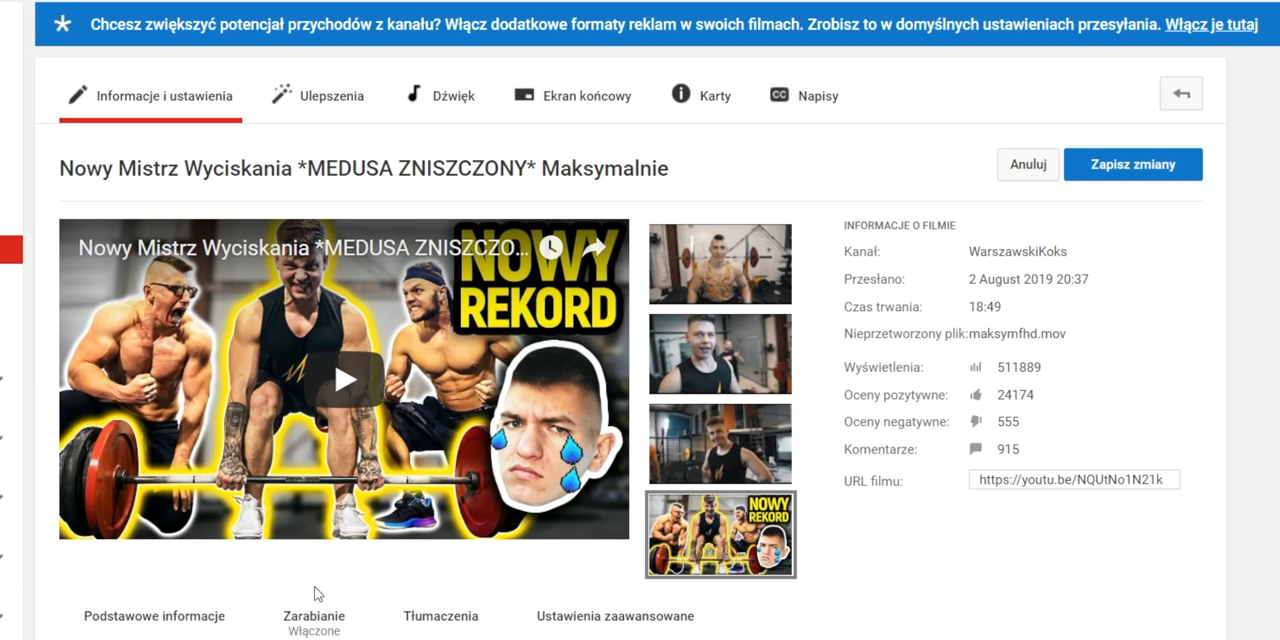 Chcesz zwiększyć potencjał przychodów z kanału? Włącz dodatkowe formaty reklam w swoich filmach. Zrobisz to w domyślnych ustawieniach przesyłania. Włącz je tutaj
Informacje i ustawienia
Ulepszenia
Dźwięk
Ekran końcowy
Karty
CC Napisy
Nowy Mistrz Wyciskania *MEDUSA ZNISZCZONY* Maksymalnie
Anuluj
Zapisz zmiany
Nowy Mistrz Wyciskania *MEDUSA ZNISZCZO...
NOWY
REKORD
NOWY
REKORD
INFORMACJE O FILMIE
Kanał: WarszawskiKoks
Przesłano: 2 August 2019 20:37
Czas trwania: 18:49
Nieprzetworzony plik:maksymfhd.mov
Wyświetlenia: 511889
Oceny pozytywne: 24174
Oceny negatywne: 555
Komentarze: 915
URL filmu: https://youtu.be/NQUtNo1N21k
Podstawowe informacje
Zarabianie
Włączone
Tłumaczenia
Ustawienia zaawansowane